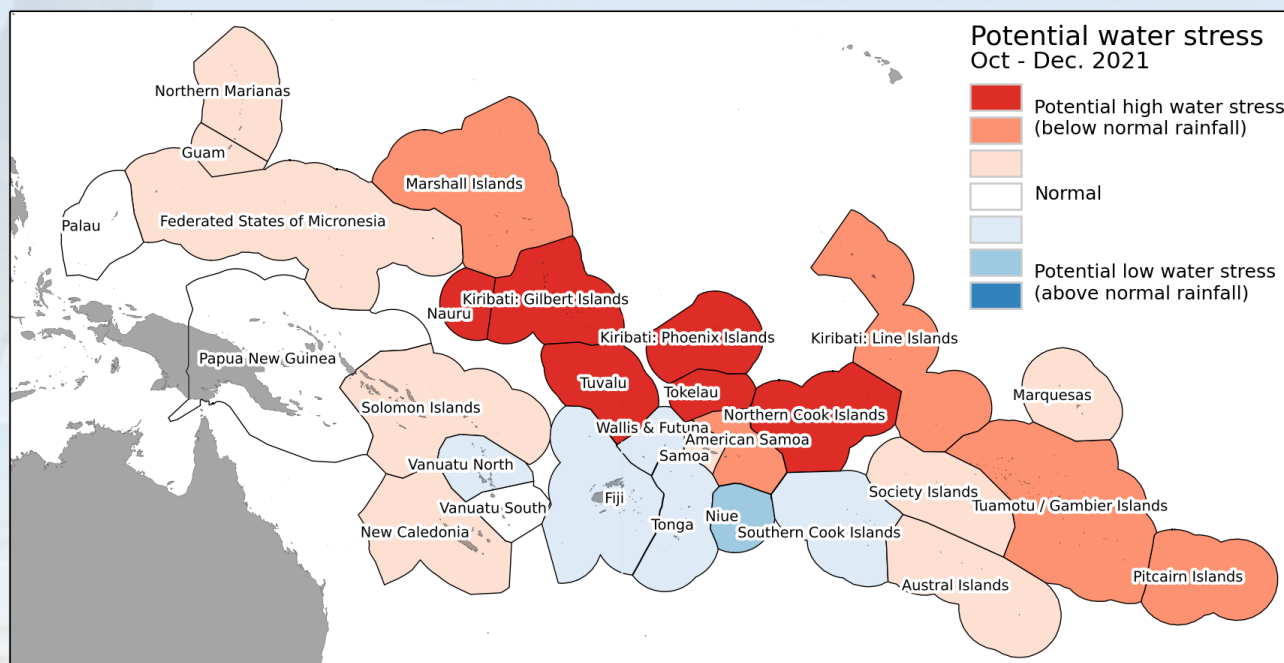 Potential water stress
Oct - Dec. 2021
Potential high water stress
(below normal rainfall)
Normal
Potential low water stress
(above normal rainfall)
Northern Marianas
Guam
Marshall Islands
Palau
Federated States of Micronesia
Kiribati: Gilbert Islands
Nauru
Kiribati: Phoenix Islands
Kiribati: Line Islands
Papua New Guinea
Tuvalu
Tokelau
Marquesas
Solomon Islands
Northern Cook Islands
Wallis & Futuna
American Samoa
Samoa
Vanuatu North
Society Islands
Fiji
Vanuatu South
Tuamotu / Gambier Islands
Niue
Tonga
New Caledonia
Southern Cook Islands
Pitcairn Islands
Austral Islands